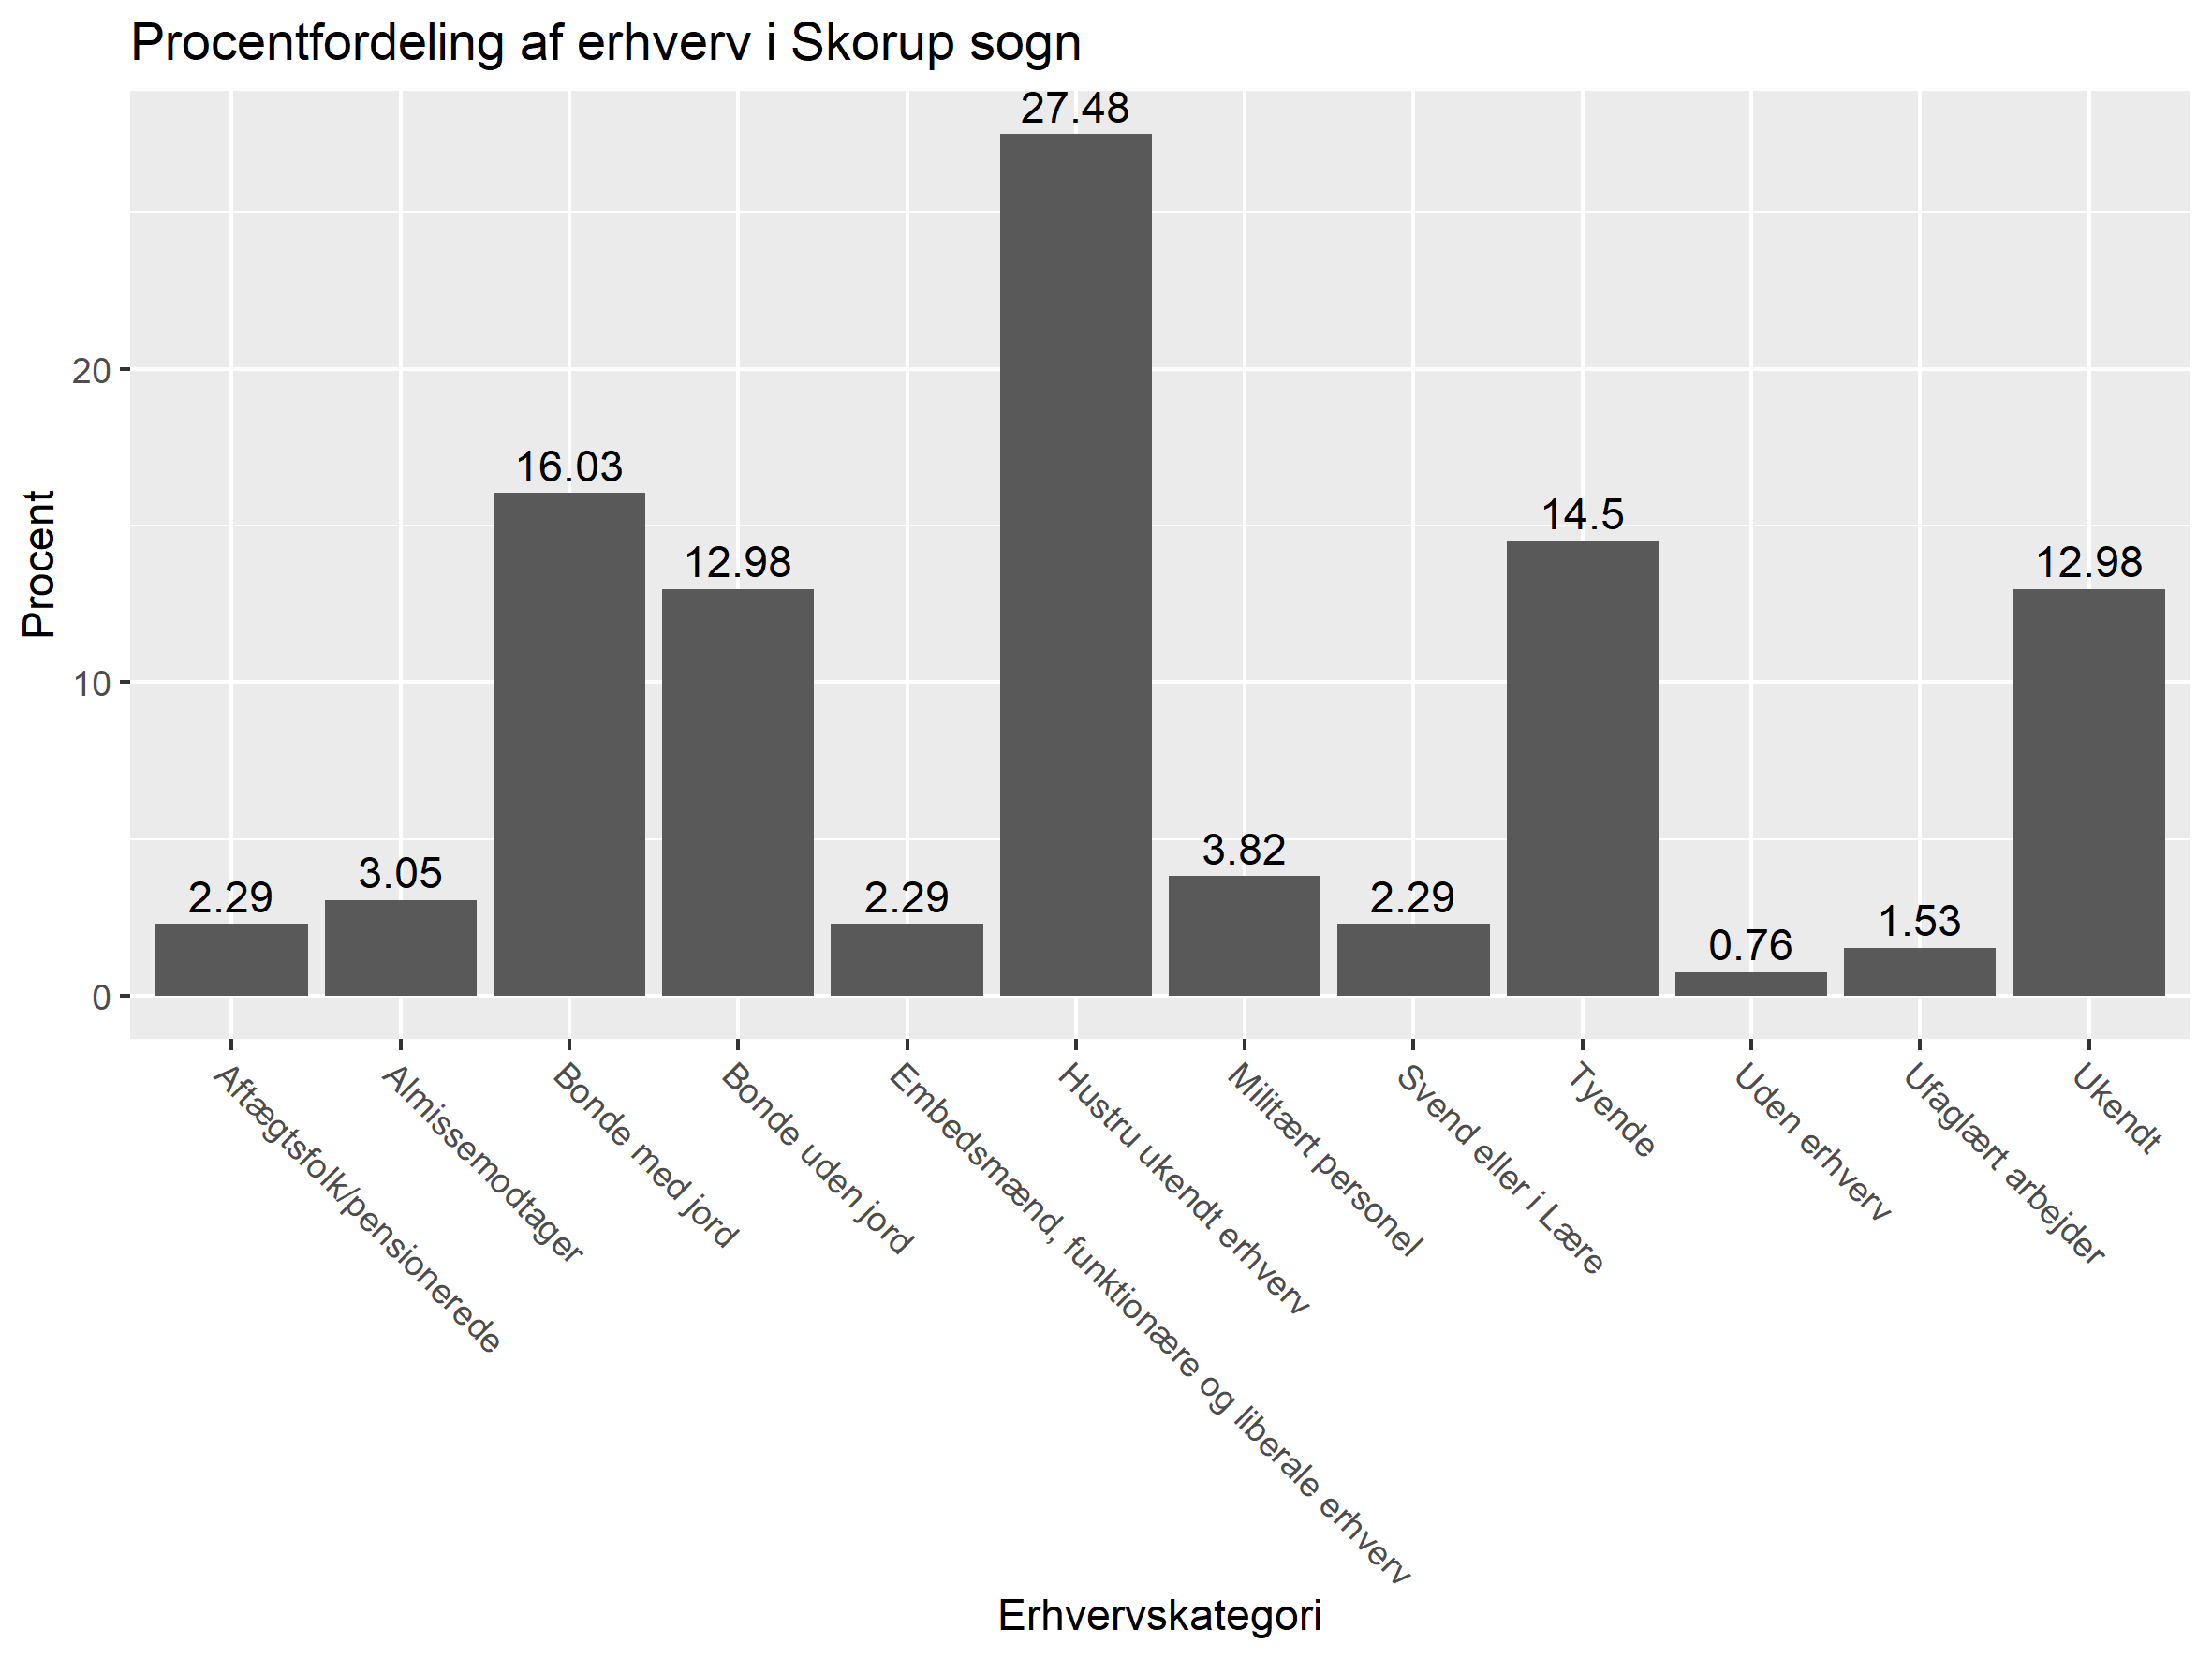 Procentfordeling af erhverv i Skorup sogn
27.48
16.03
14.5
12.98
12.98
3.82
3.05
2.29
2.29
2.29
1.53
0.76
Procent
20
10
0
Aftægtsfolk/pensionerede
Almissemodtager
Bonde med jord
Bonde uden jord
Embedsmænd, funktionære og liberale erhverv
Hustru ukendt erhverv
Militært personel
Svend eller i Lære
Tyende
Uden erhverv
Ufaglært arbejder
Ukendt
Erhvervskategori